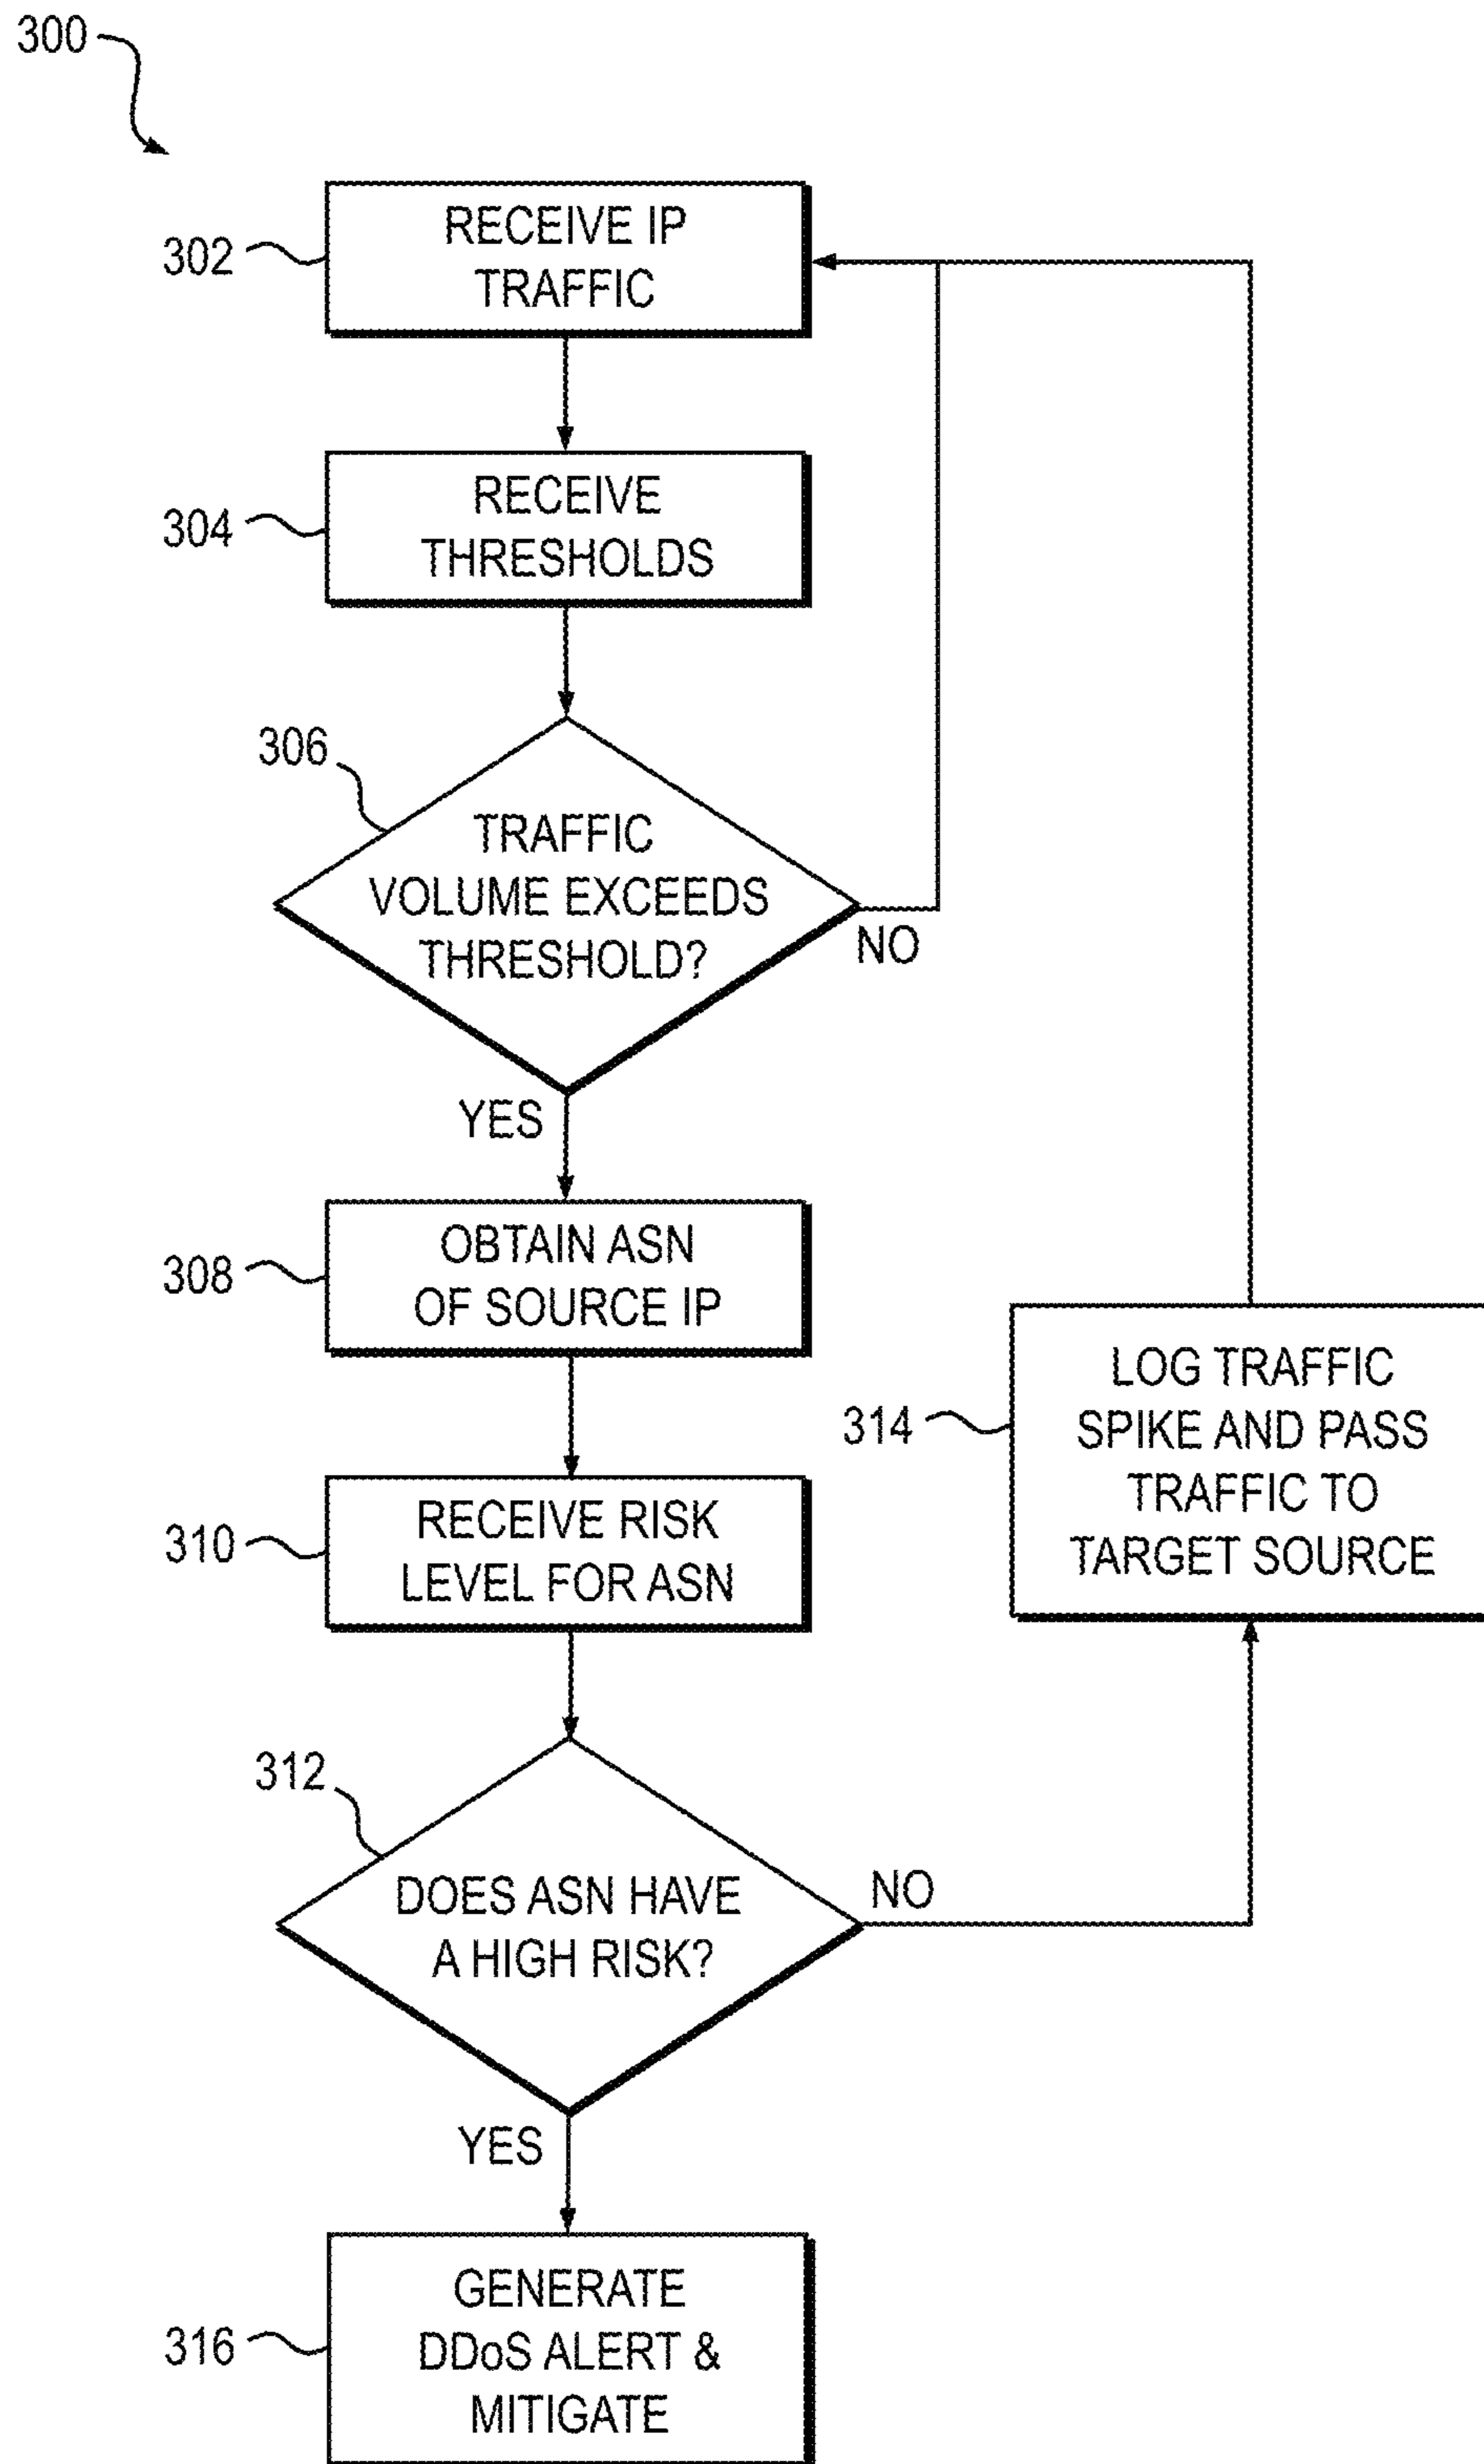 300
302
RECEIVE IP
TRAFFIC
304
RECEIVE
THRESHOLDS
306
TRAFFIC
VOLUME EXCEEDS
THRESHOLD?
NO
YES
308
OBTAIN ASN
OF SOURCE IP
310
RECEIVE RISK
LEVEL FOR ASN
314
LOG TRAFFIC
SPIKE AND PASS
TRAFFIC TO
TARGET SOURCE
312
DOES ASN HAVE
A HIGH RISK?
NO
YES
316
GENERATE
DDoS ALERT &
MITIGATE